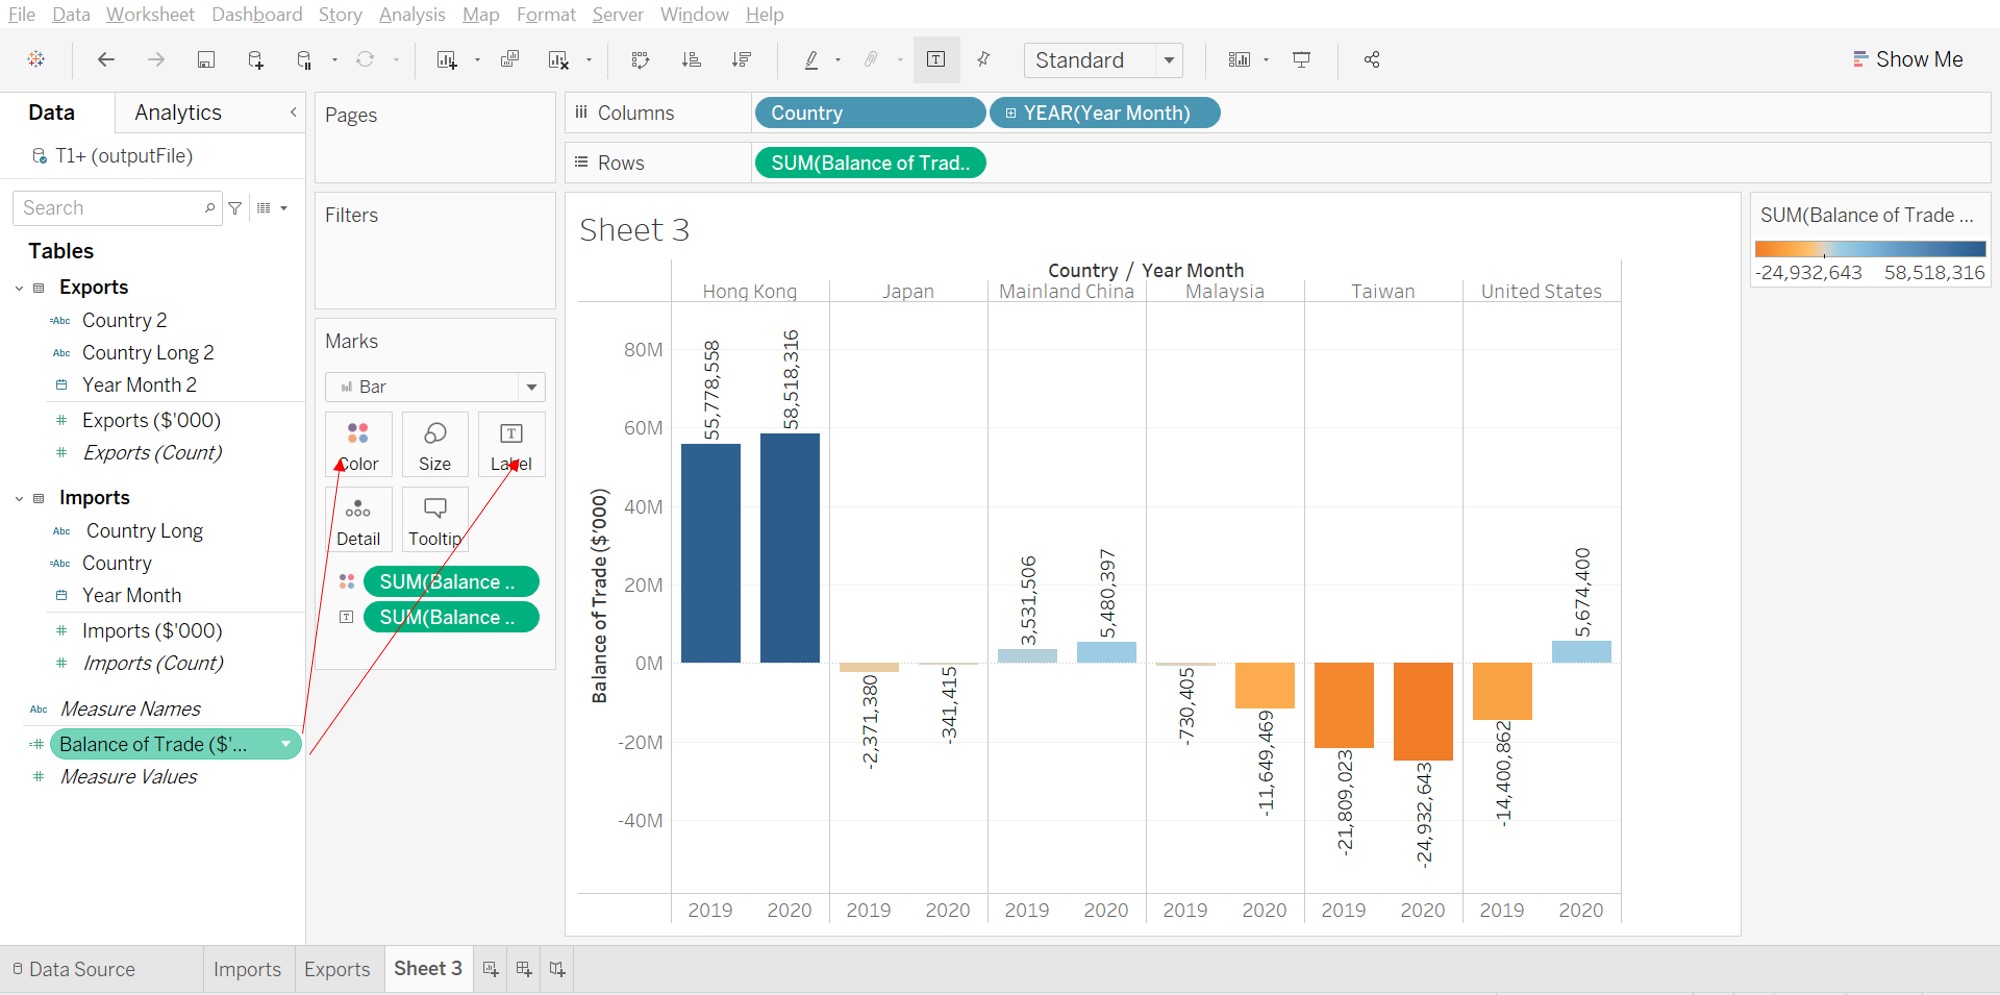 File Data Worksheet Dashboard Story Analysis Map Format Server Window Help
Standard
Show Me
Data Analytics
T1+ (outputFile)
Search
Tables
Exports
Abc Country 2
Abc Country Long 2
Year Month 2
# Exports ($'000)
# Exports (Count)
Imports
Abc Country Long
Abc Country
Year Month
# Imports ($'000)
# Imports (Count)
Abc Measure Names
# Balance of Trade ($'...
# Measure Values
Pages
Filters
Marks
Bar
Color Size Label
Detail Tooltip
SUM(Balance ..
SUM(Balance ..
Columns Country YEAR(Year Month)
Rows SUM(Balance of Trad..
Sheet 3
Country / Year Month
Hong Kong Japan Mainland China Malaysia Taiwan United States
Balance of Trade ($'000)
80M
60M
40M
20M
0M
-20M
-40M
55,778,558
58,518,316
-2,371,380
-341,415
3,531,506
5,480,397
-730,405
-11,649,469
-21,809,023
-24,932,643
-14,400,862
5,674,400
2019 2020 2019 2020 2019 2020 2019 2020 2019 2020 2019 2020
SUM(Balance of Trade ...
-24,932,643 58,518,316
Data Source Imports Exports Sheet 3